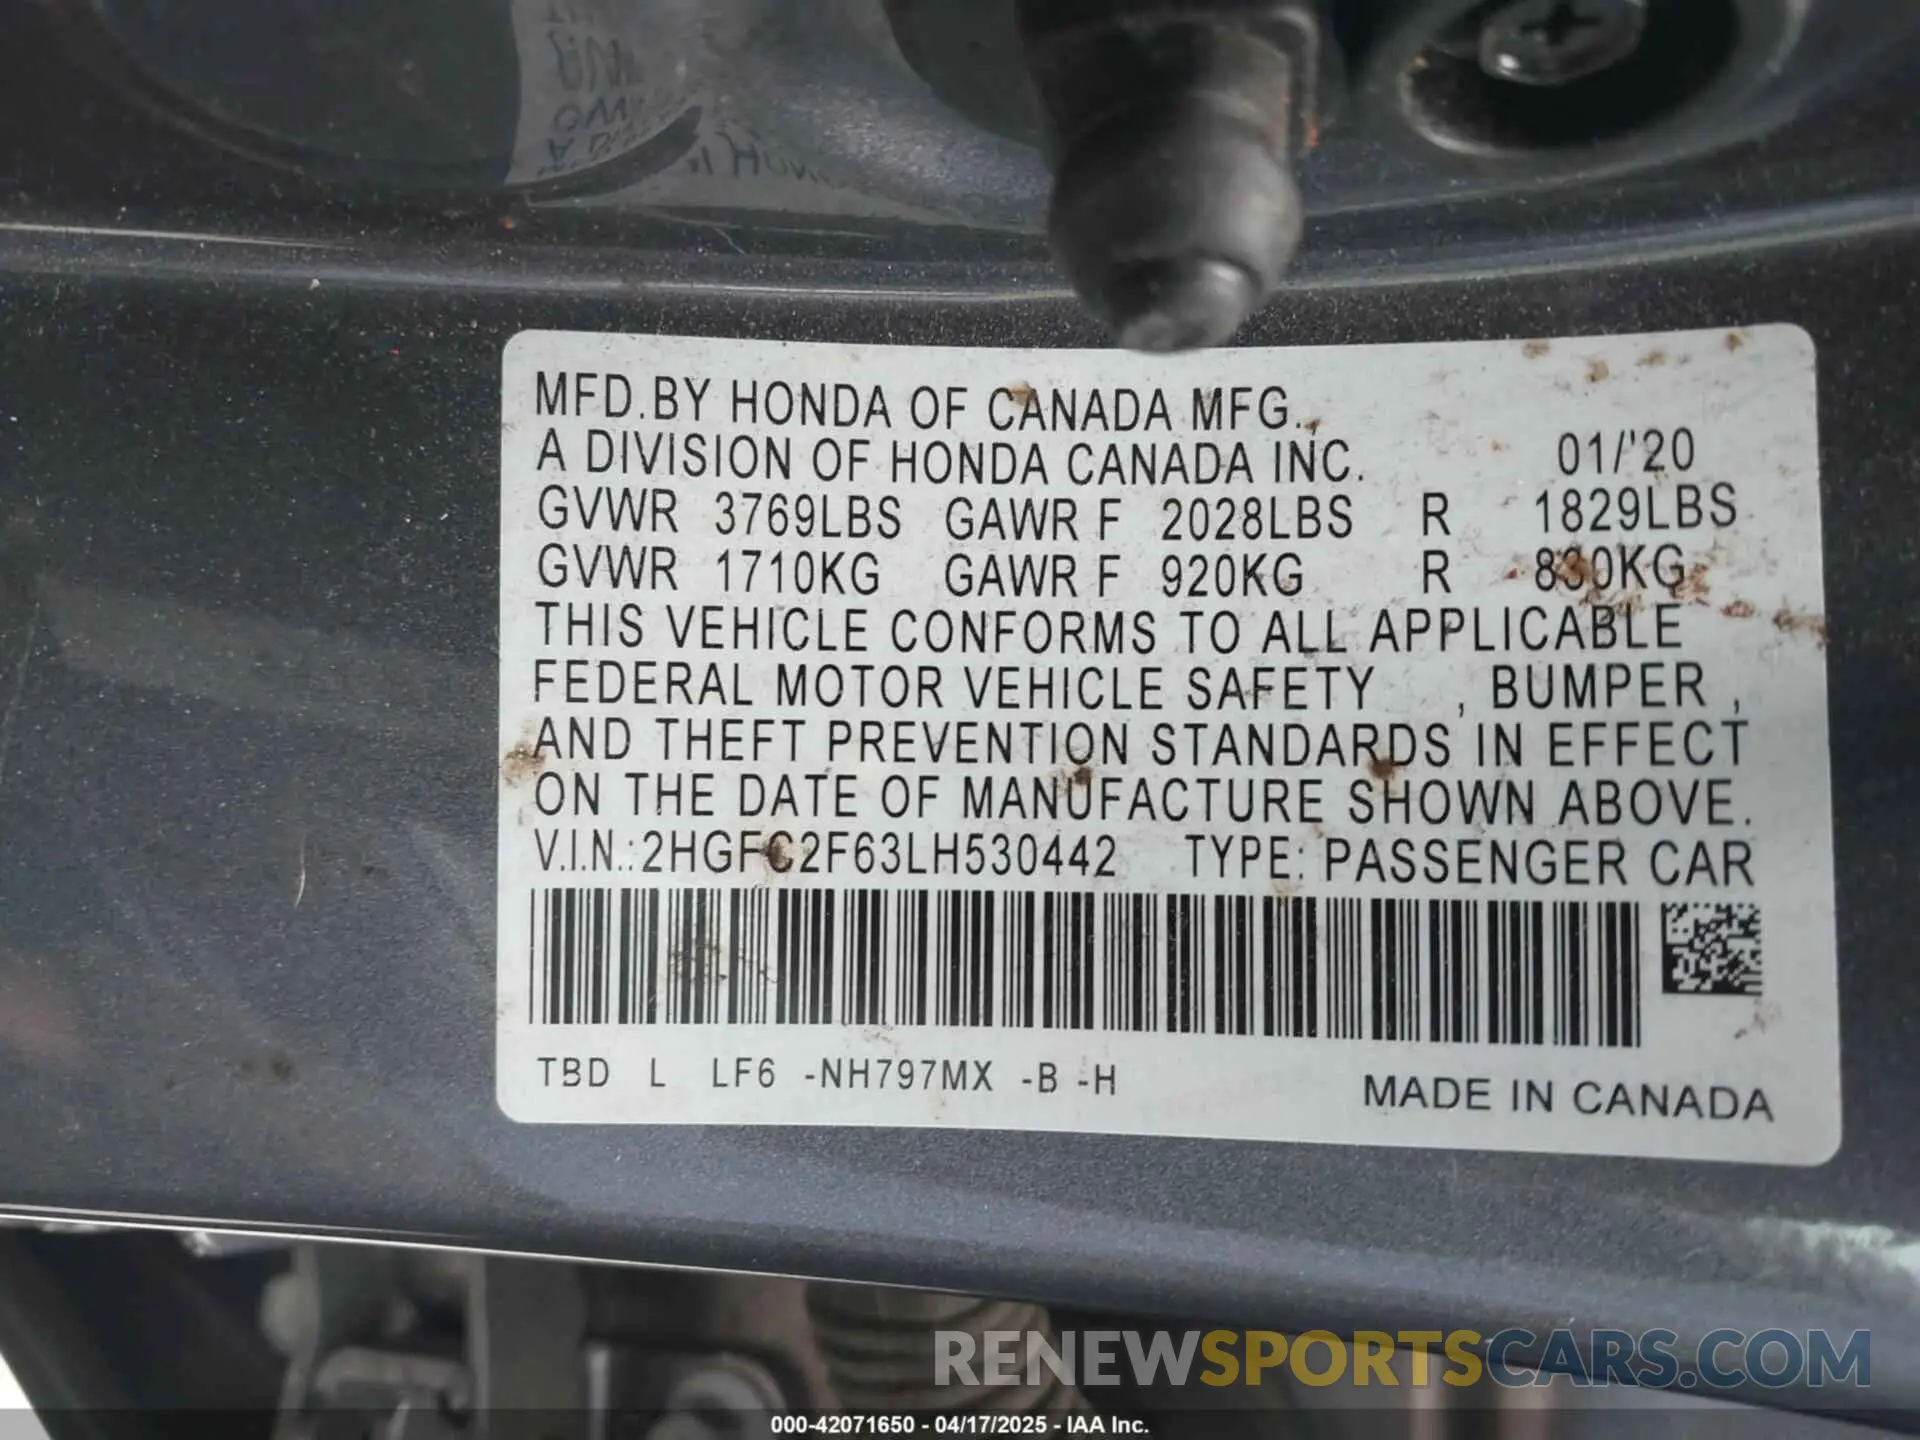 MFD.BY HONDA OF CANADA MFG.,
A DIVISION OF HONDA CANADA INC. 01/'20
GVWR 3769LBS GAWR F 2028LBS R 1829LBS
GVWR 1710KG GAWR F 920KG R 830KG
THIS VEHICLE CONFORMS TO ALL APPLICABLE
FEDERAL MOTOR VEHICLE SAFETY , BUMPER ,
AND THEFT PREVENTION STANDARDS IN EFFECT
ON THE DATE OF MANUFACTURE SHOWN ABOVE.
V.I.N.:2HGFC2F63LH530442 TYPE: PASSENGER CAR
TBD L LF6 -NH797MX -B -H MADE IN CANADA
RENEWSPORTSCARS.COM
000-42071650 - 04/17/2025 - IAA Inc.